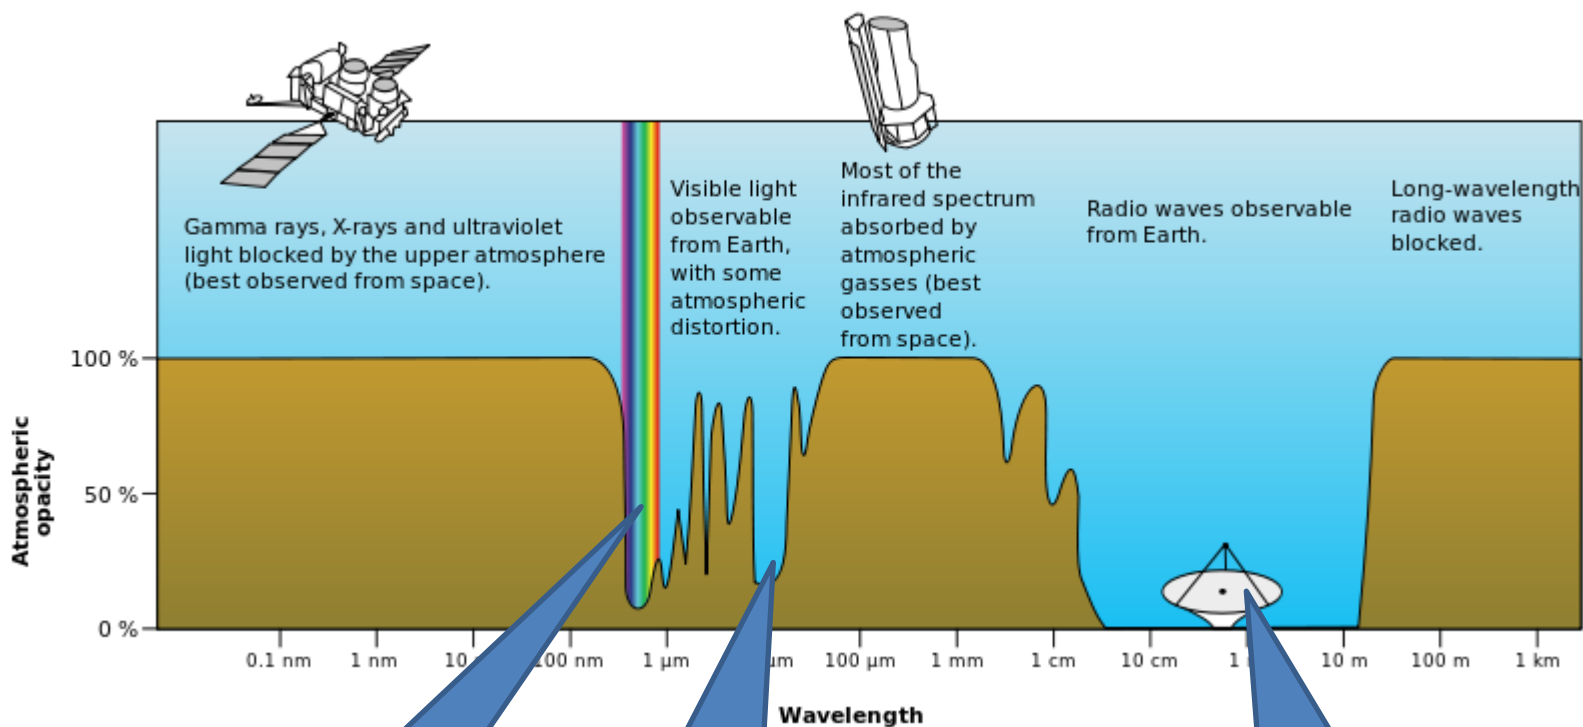 Gamma rays, X-rays and ultraviolet
light blocked by the upper atmosphere
(best observed from space).
Visible light
observable
from Earth,
with some
atmospheric
distortion.
Most of the
infrared spectrum
absorbed by
atmospheric
gasses (best
observed
from space).
Radio waves observable
from Earth.
Long-wavelength
radio waves
blocked.
Atmospheric
opacity
100 %
50 %
0 %
0.1 nm 1 nm 10 100 nm 1 μm μm 100 μm 1 mm 1 cm 10 cm 1 10 m 100 m 1 km
Wavelength